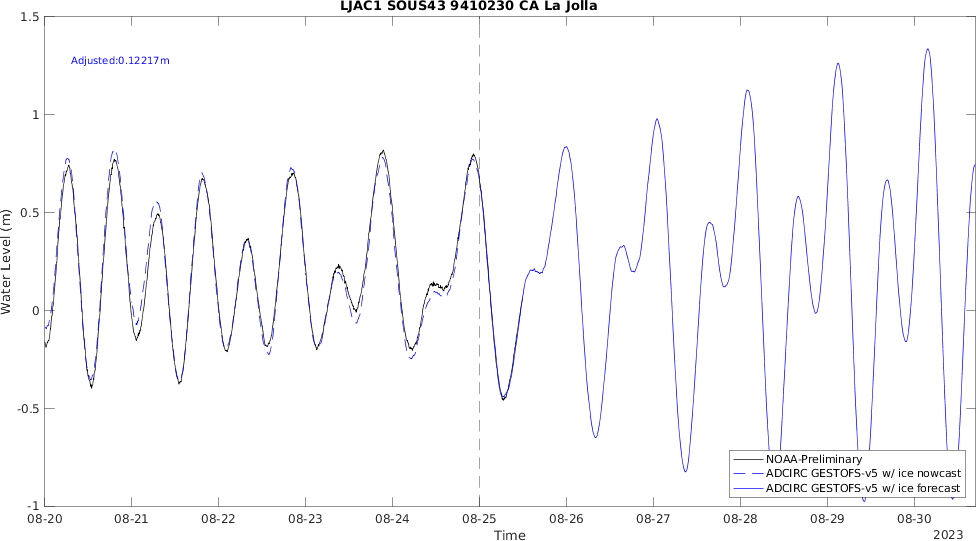 LJAC1 SOUS43 9410230 CA La Jolla
Adjusted:0.12217m
Water Level (m)
1.5
1
0.5
0
-0.5
-1
NOAA-Preliminary
ADCIRC GESTOFS-v5 w/ ice nowcast
ADCIRC GESTOFS-v5 w/ ice forecast
08-20 08-21 08-22 08-23 08-24 08-25 08-26 08-27 08-28 08-29 08-30
Time
2023